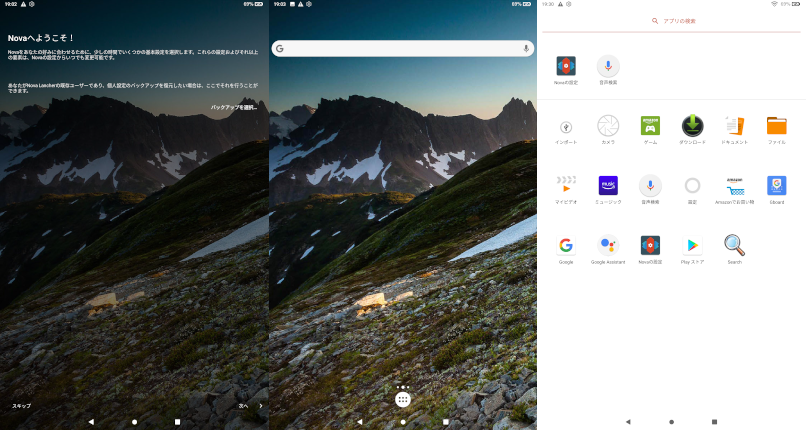 19:02
69%
Novaへようこそ！
Novaをあなたの好みに合わせるために、少しの時間でいくつかの基本設定を選択します。これらの設定およびそれ以上
の要素は、Novaの設定からいつでも変更可能です。
あなたがNova Lancherの既存ユーザーであり、個人設定のバックアップを復元したい場合は、ここでそれを行うことが
できます。
バックアップを選択...
スキップ
次へ
19:03
69%
G
アプリの検索
Novaの設定
音声検索
インポート
カメラ
ゲーム
ダウンロード
ドキュメント
ファイル
マイビデオ
ミュージック
音声検索
設定
Amazonでお買い物
Gboard
Google
Google Assistant
Novaの設定
Play ストア
Search